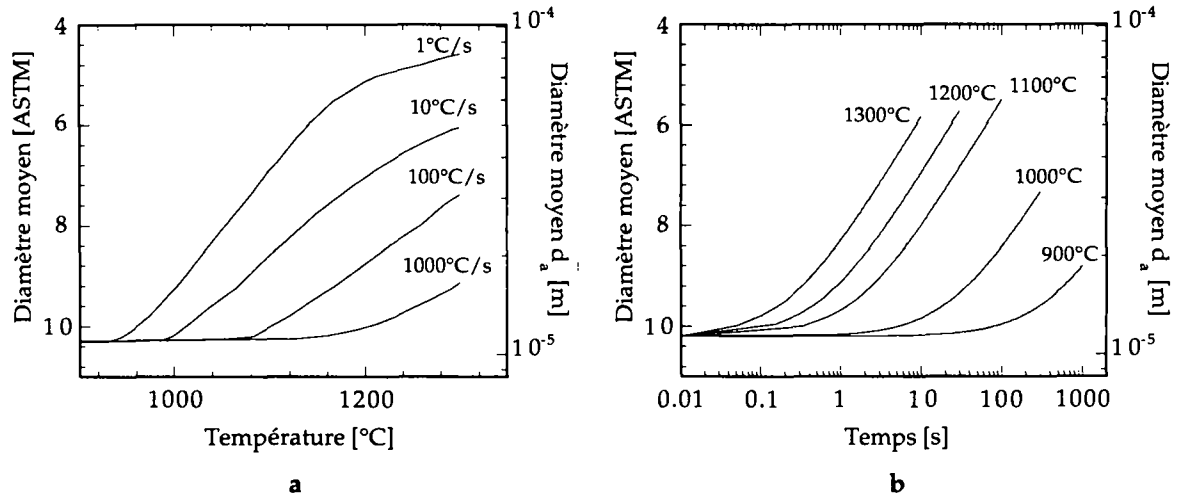 4
6
8
10
Diamètre moyen [ASTM]
1°C/s
10°C/s
100°C/s
1000°C/s
10-4
10-5
Diamètre moyen da [m]
1000
1200
Température [°C]
a
4
6
8
10
Diamètre moyen [ASTM]
1300°C
1200°C
1100°C
1000°C
900°C
10-4
10-5
Diamètre moyen da [m]
0.01
0.1
1
10
100
1000
Temps [s]
b